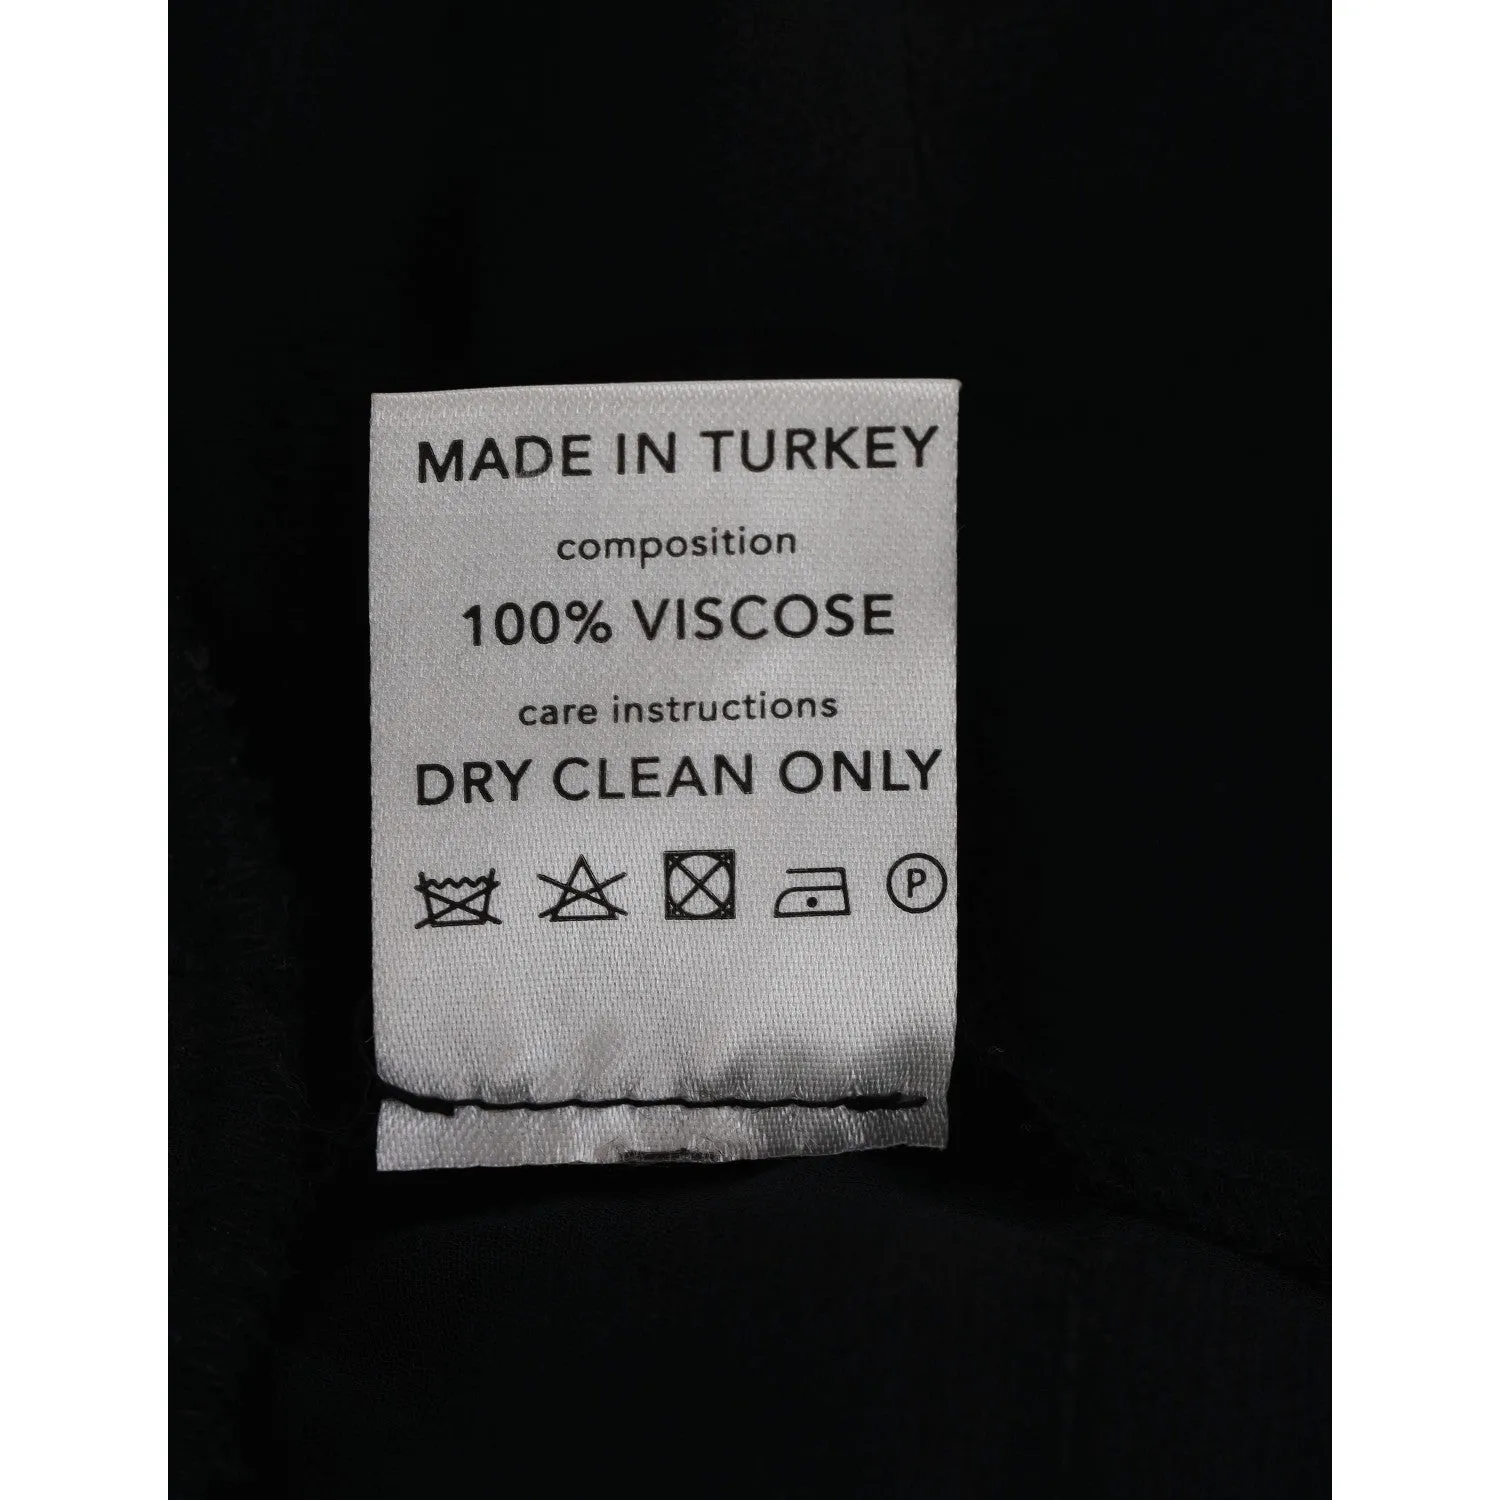 MADE IN TURKEY
composition
100% VISCOSE
care instructions
DRY CLEAN ONLY
P